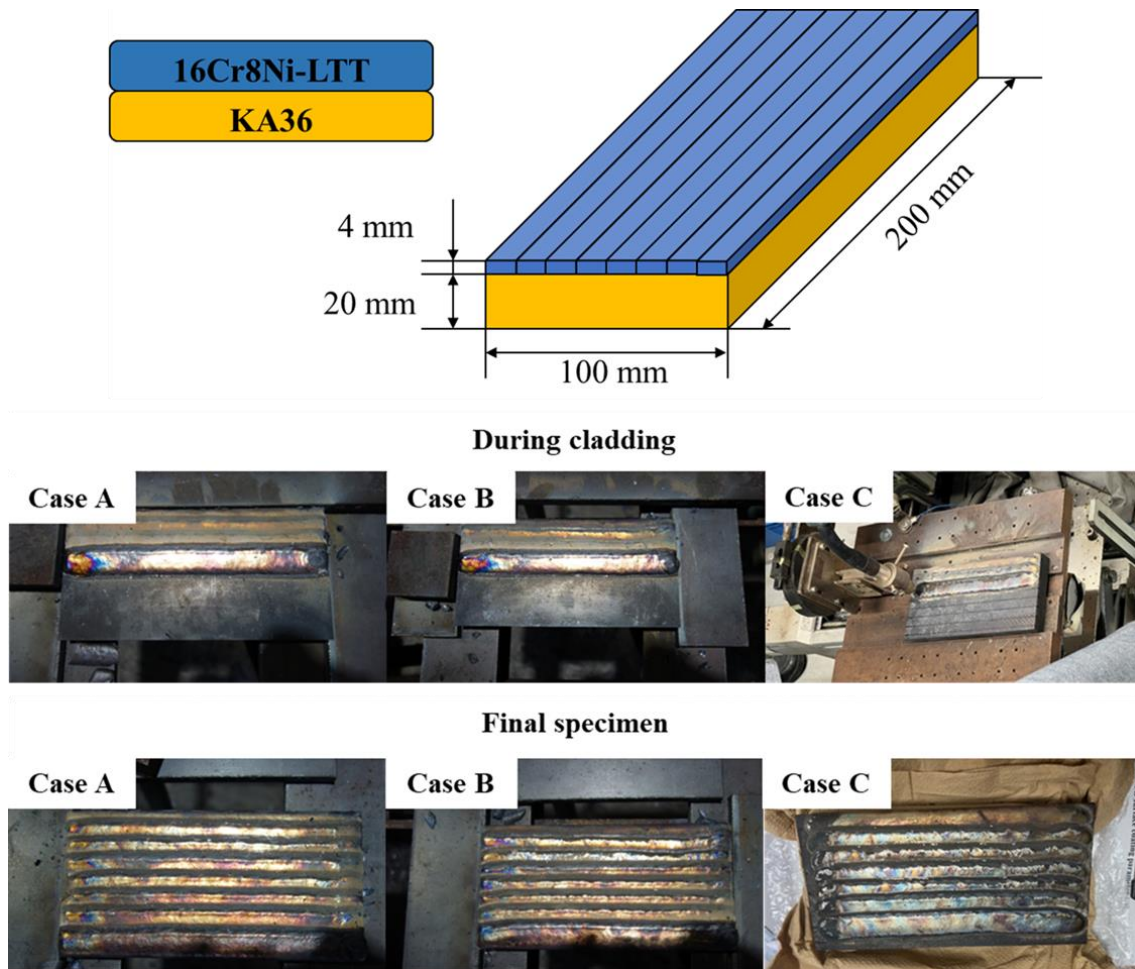 16Cr8Ni-LTT
KA36
4 mm
20 mm
100 mm
200 mm
During cladding
Case A
Case B
Case C
Final specimen
Case A
Case B
Case C